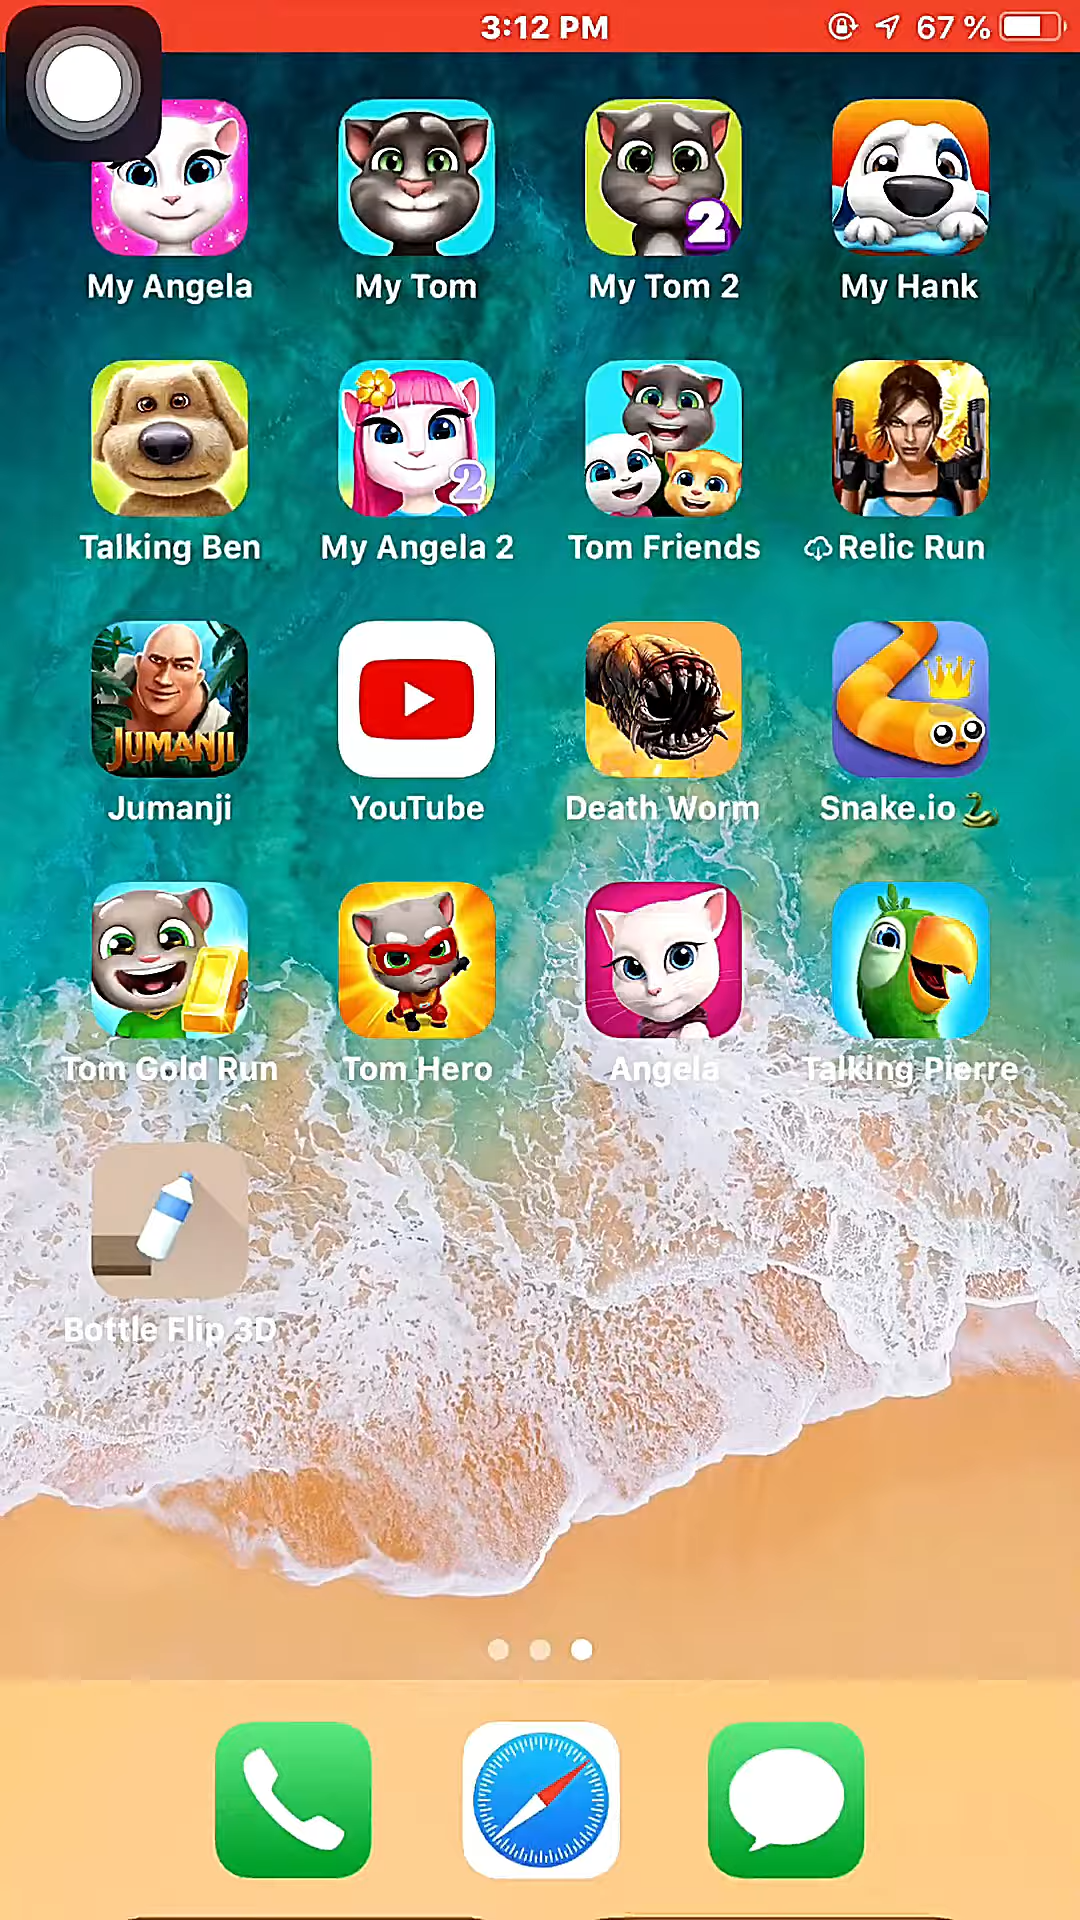 3:12 PM 67 %
My Angela My Tom My Tom 2 My Hank
2
Talking Ben My Angela 2 Tom Friends Relic Run
2
JUMANJI
Jumanji YouTube Death Worm Snake.io
Tom Gold Run Tom Hero Angela Talking Pierre
Bottle Flip 3D